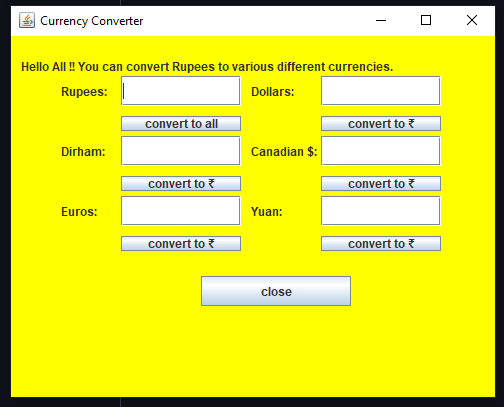 Currency Converter
Hello All !! You can convert Rupees to various different currencies.
Rupees: Dollars:
convert to all convert to ₹
Dirham: Canadian $:
convert to ₹ convert to ₹
Euros: Yuan:
convert to ₹ convert to ₹
close